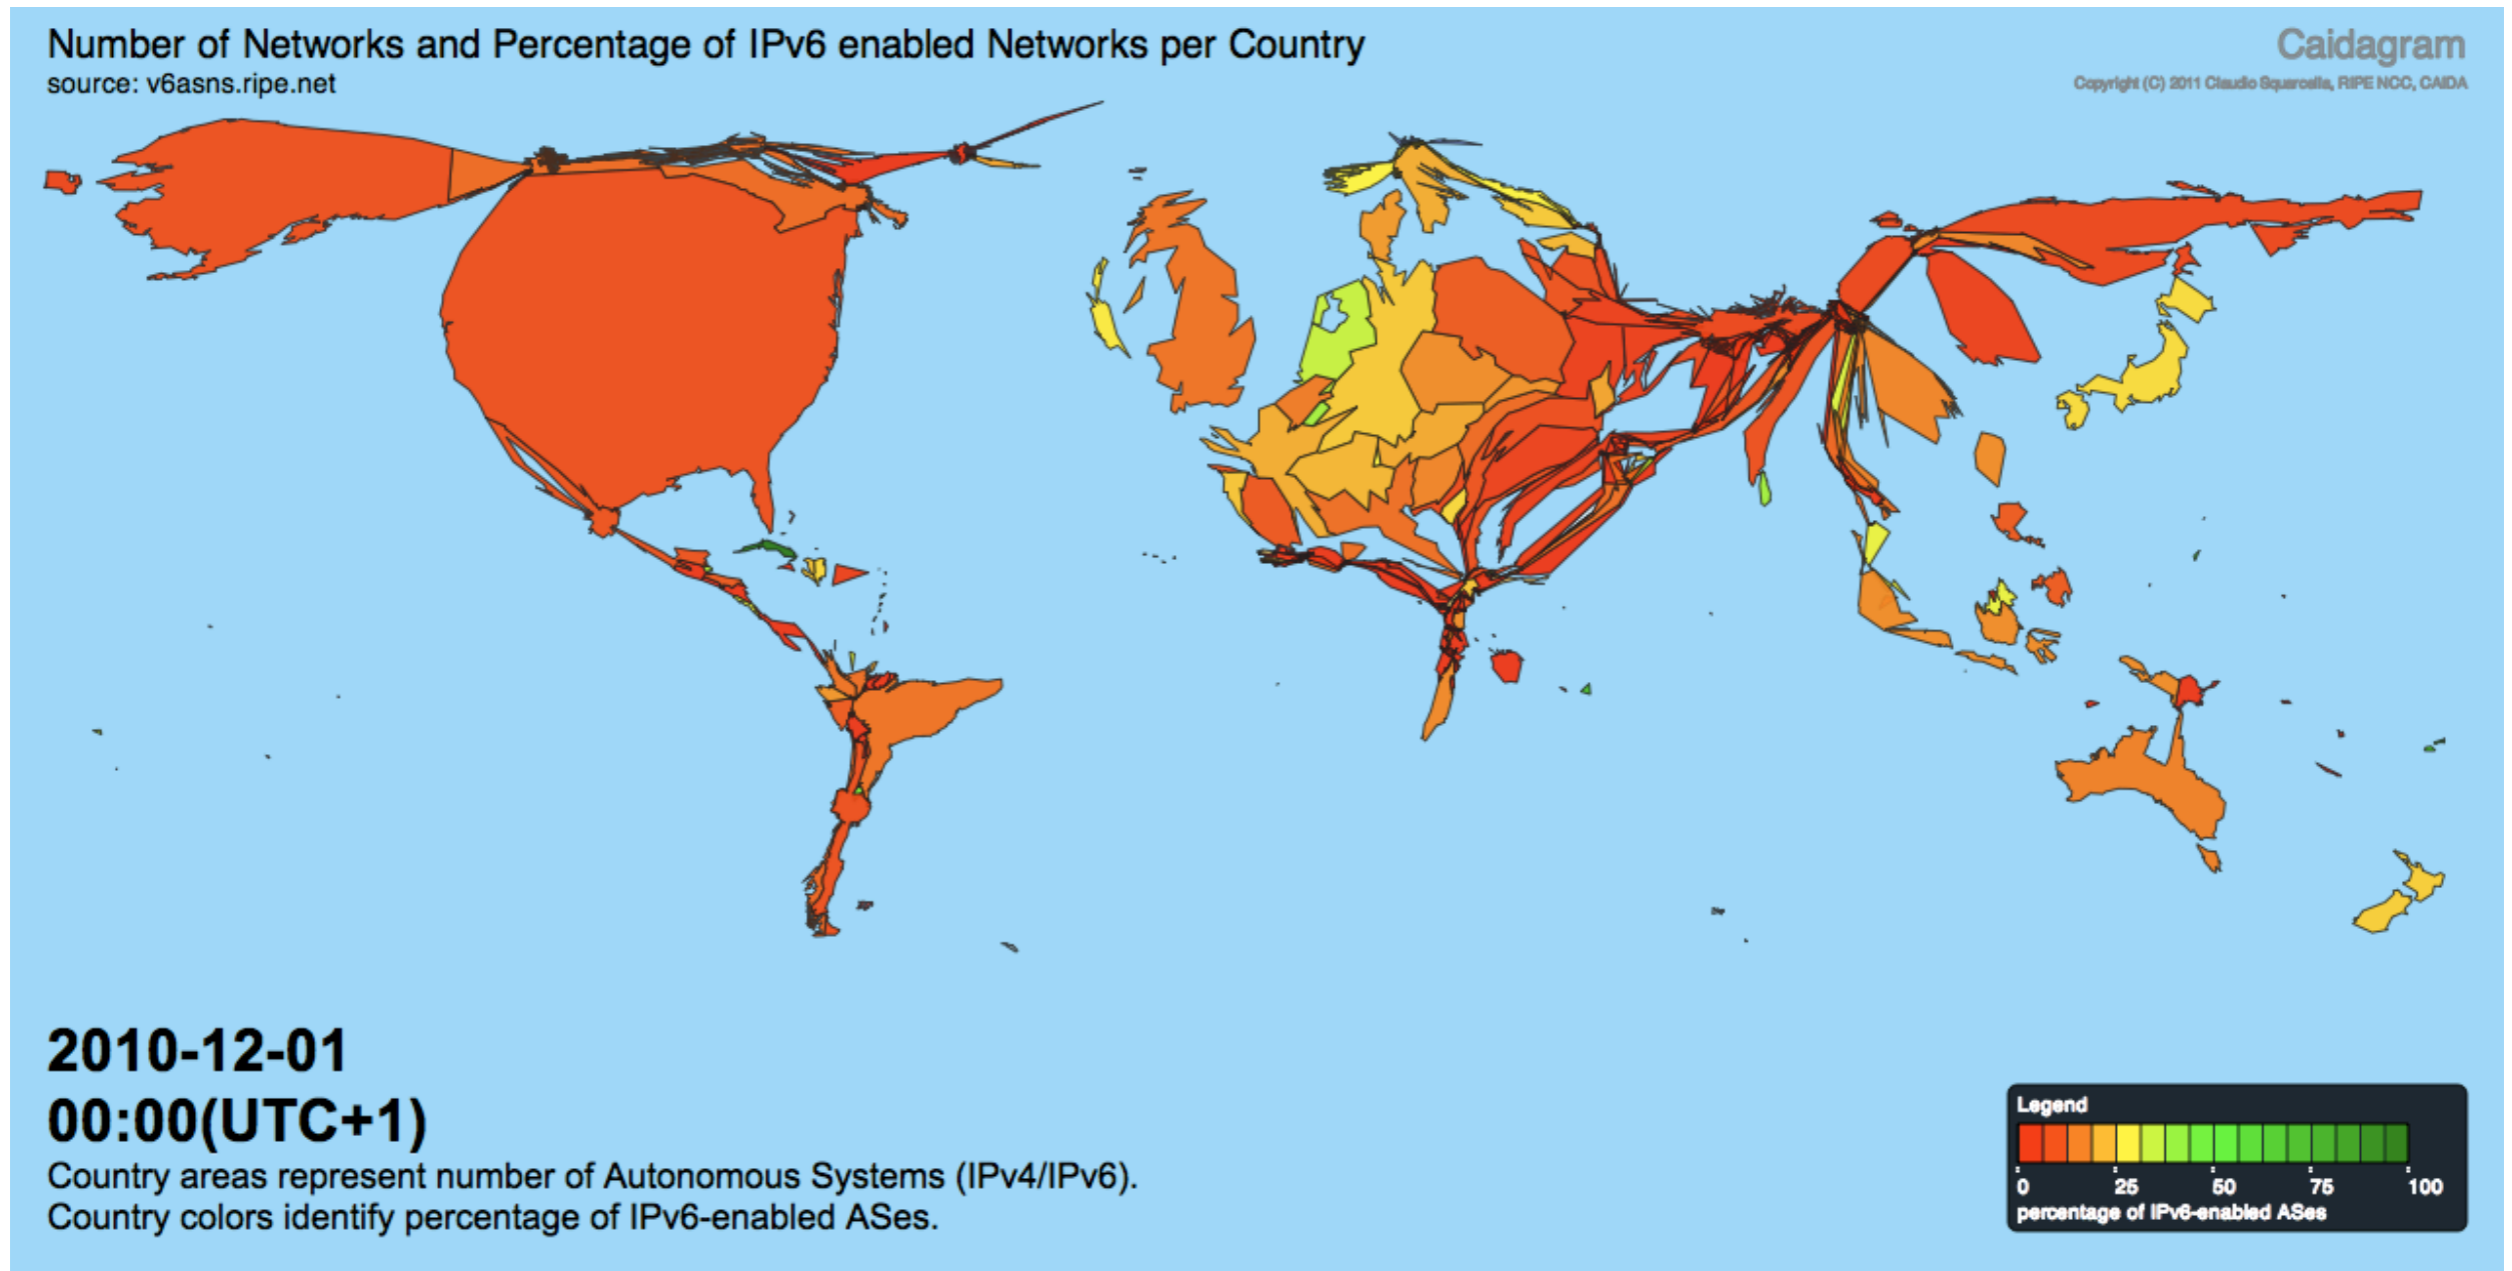 Number of Networks and Percentage of IPv6 enabled Networks per Country
source: v6asns.ripe.net
Caidagram
Copyright (C) 2011 Claudio Squarcella, RIPE NCC, CAIDA
2010-12-01
00:00(UTC+1)
Country areas represent number of Autonomous Systems (IPv4/IPv6).
Country colors identify percentage of IPv6-enabled ASes.
Legend
0 25 50 75 100
percentage of IPv6-enabled ASes